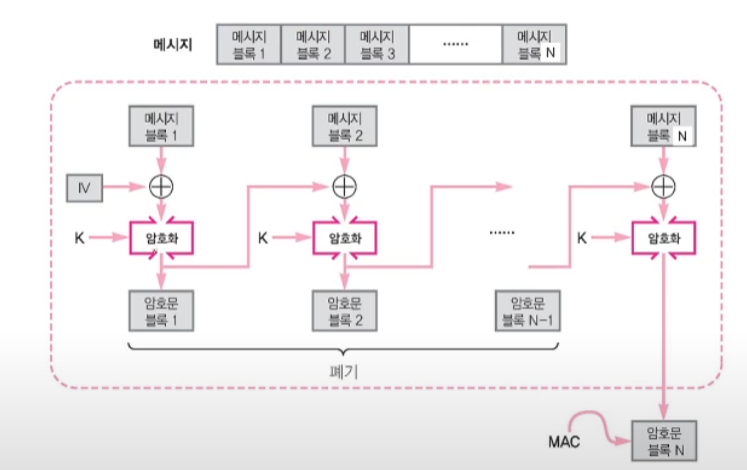 메시지
메시지 블록 1
메시지 블록 2
메시지 블록 3
······
메시지 블록 N
메시지 블록 1
메시지 블록 2
메시지 블록 N
IV
K
암호화
K
암호화
······
K
암호화
암호문 블록 1
암호문 블록 2
암호문 블록 N-1
폐기
MAC
암호문 블록 N